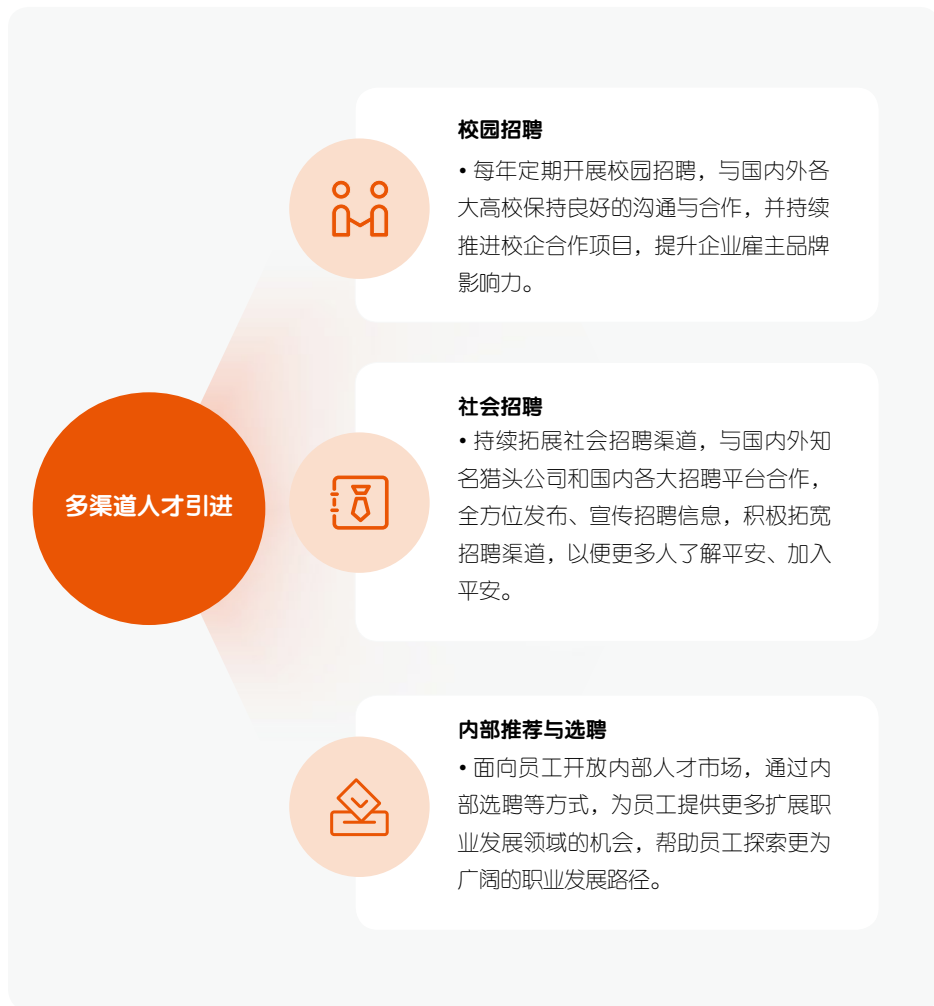 校园招聘
• 每年定期开展校园招聘，与国内外各
大高校保持良好的沟通与合作，并持续
推进校企合作项目，提升企业雇主品牌
影响力。
多渠道人才引进
社会招聘
• 持续拓展社会招聘渠道，与国内外知
名猎头公司和国内各大招聘平台合作，
全方位发布、宣传招聘信息，积极拓宽
招聘渠道，以便更多人了解平安、加入
平安。
内部推荐与选聘
• 面向员工开放内部人才市场，通过内
部选聘等方式，为员工提供更多扩展职
业发展领域的机会，帮助员工探索更为
广阔的职业发展路径。